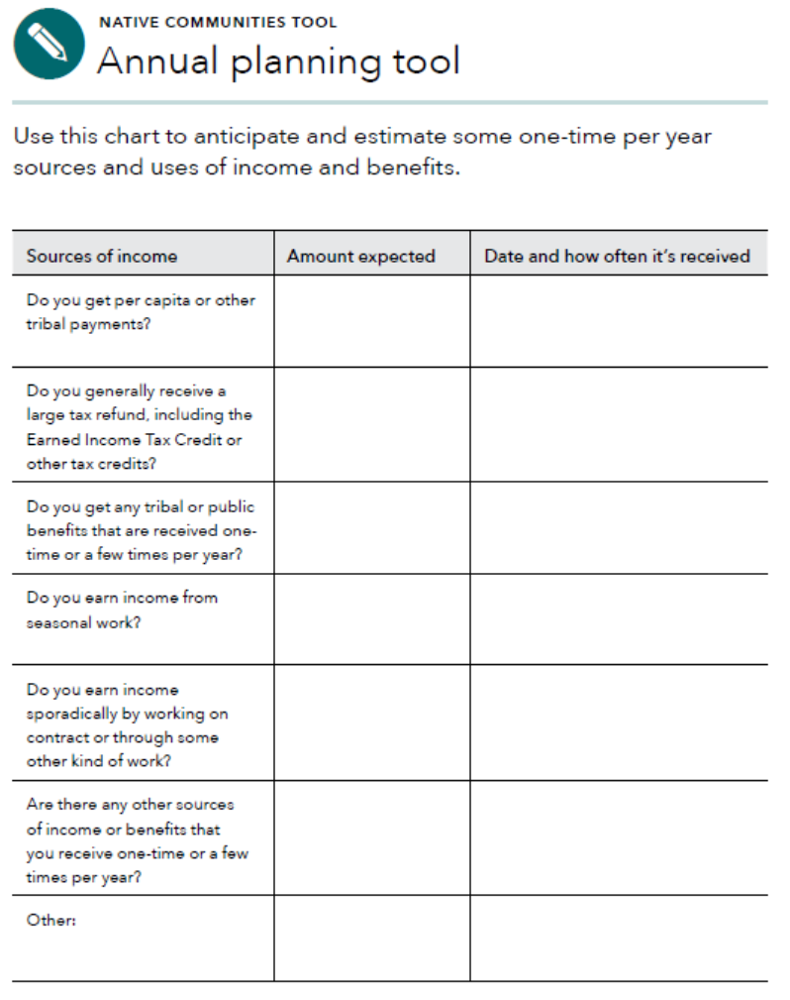 NATIVE COMMUNITIES TOOL
Annual planning tool
Use this chart to anticipate and estimate some one-time per year
sources and uses of income and benefits.
Sources of income
Amount expected
Date and how often it's received
Do you get per capita or other
tribal payments?
Do you generally receive a
large tax refund, including the
Earned Income Tax Credit or
other tax credits?
Do you get any tribal or public
benefits that are received one-
time or a few times per year?
Do you earn income from
seasonal work?
Do you earn income
sporadically by working on
contract or through some
other kind of work?
Are there any other sources
of income or benefits that
you receive one-time or a few
times per year?
Other: